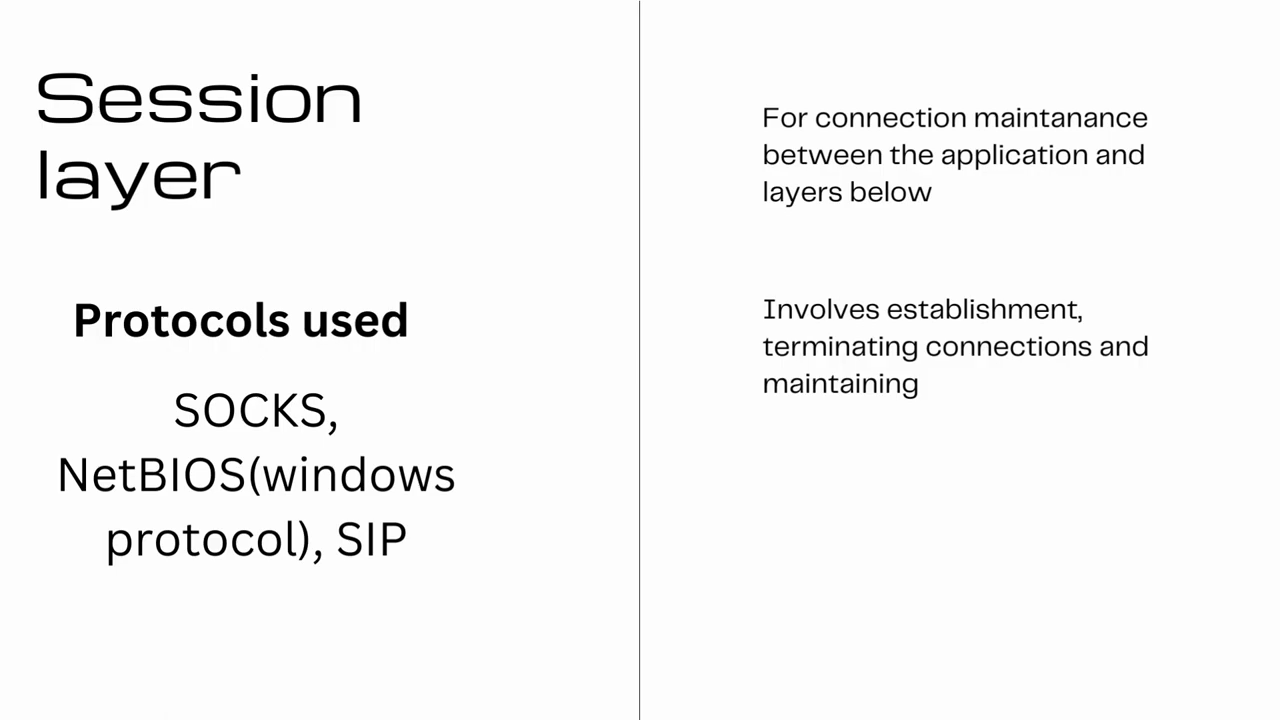 Session
layer
Protocols used
SOCKS,
NetBIOS(windows
protocol), SIP
For connection maintanance
between the application and
layers below
Involves establishment,
terminating connections and
maintaining